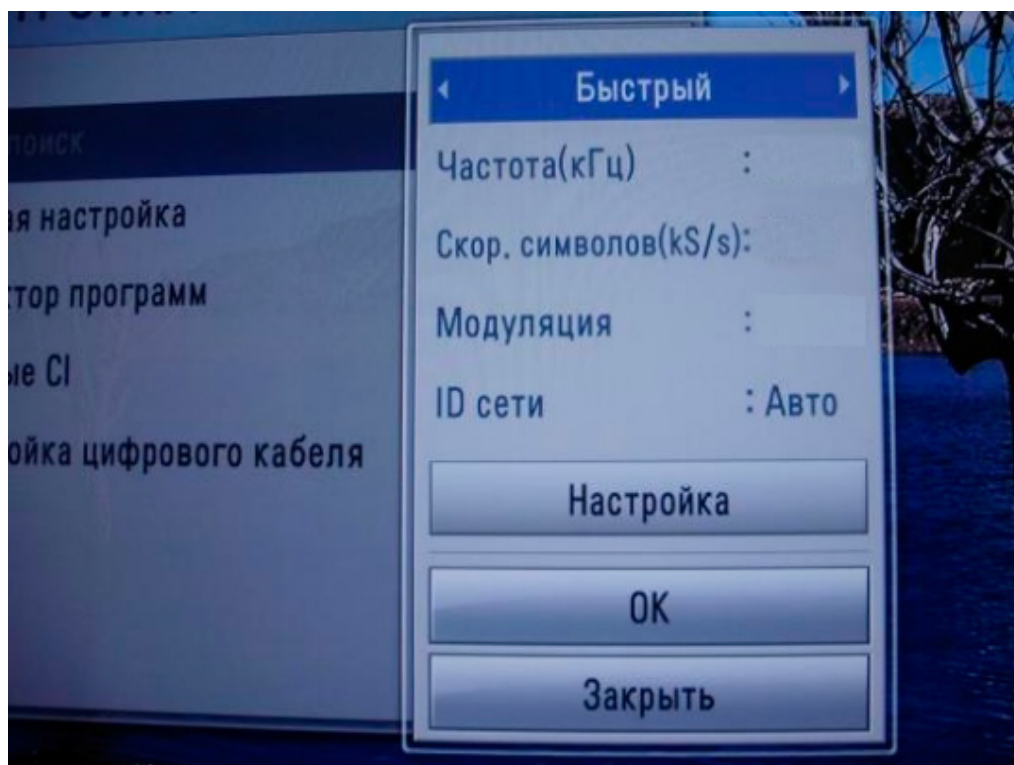 Быстрый
поиск
Частота(кГц) :
ая настройка
Скор. символов(kS/s):
тор программ
Модуляция :
ые CI
ID сети : Авто
ойка цифрового кабеля
Настройка
OK
Закрыть